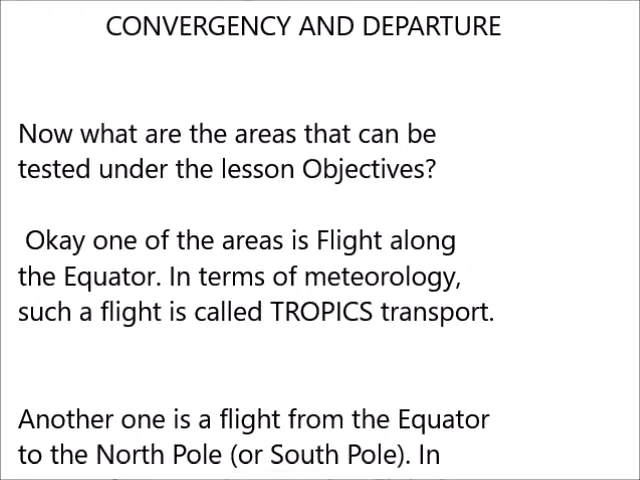 CONVERGENCY AND DEPARTURE
Now what are the areas that can be
tested under the lesson Objectives?
Okay one of the areas is Flight along
the Equator. In terms of meteorology,
such a flight is called TROPICS transport.
Another one is a flight from the Equator
to the North Pole (or South Pole). In